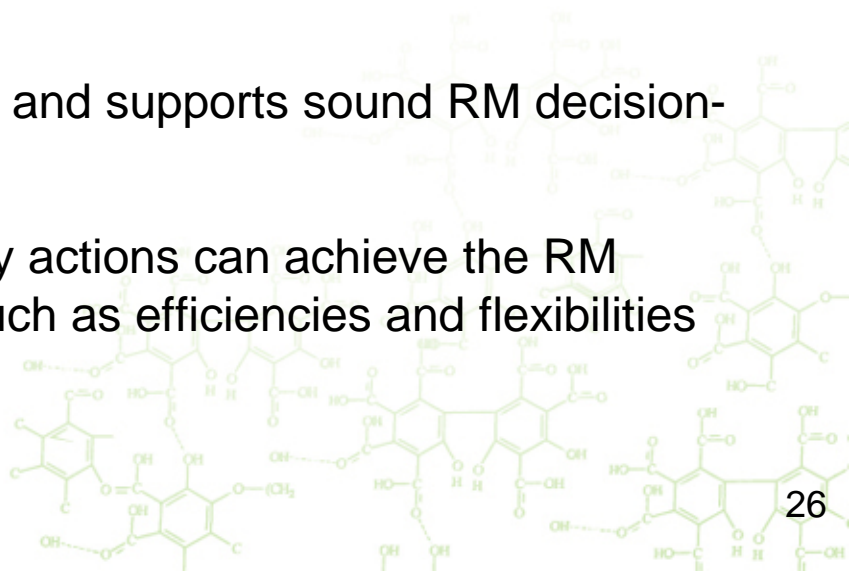 and supports sound RM decision-
y actions can achieve the RM
uch as efficiencies and flexibilities
26